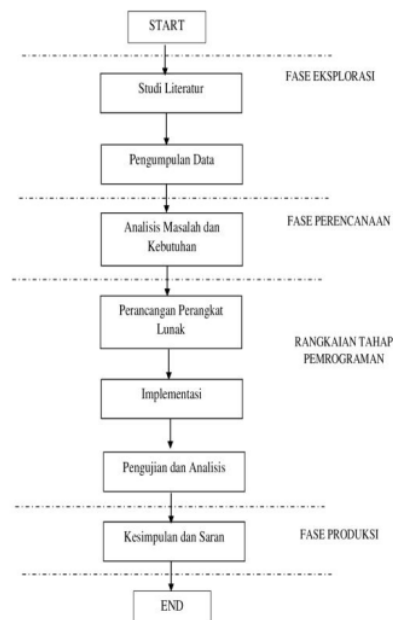 START
FASE EKSPLORASI
Studi Literatur
Pengumpulan Data
Analisis Masalah dan
Kebutuhan
FASE PERENCANAAN
Perancangan Perangkat
Lunak
RANGKAIAN TAHAP
PEMROGRAMAN
Implementasi
Pengujian dan Analisis
Kesimpulan dan Saran
FASE PRODUKSI
END